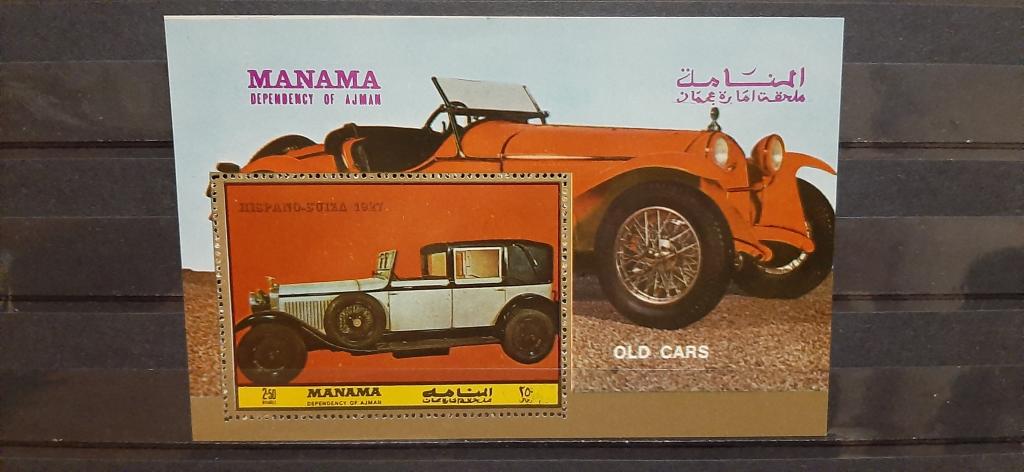 MANAMA
DEPENDENCY OF AJMAN
المنامة
ملحقة امارة عجمان
HISPANO-SUIZA 1927
OLD CARS
2.50
MANAMA
DEPENDENCY OF AJMAN
المنامة
ملحقة امارة عجمان
٢٥٠